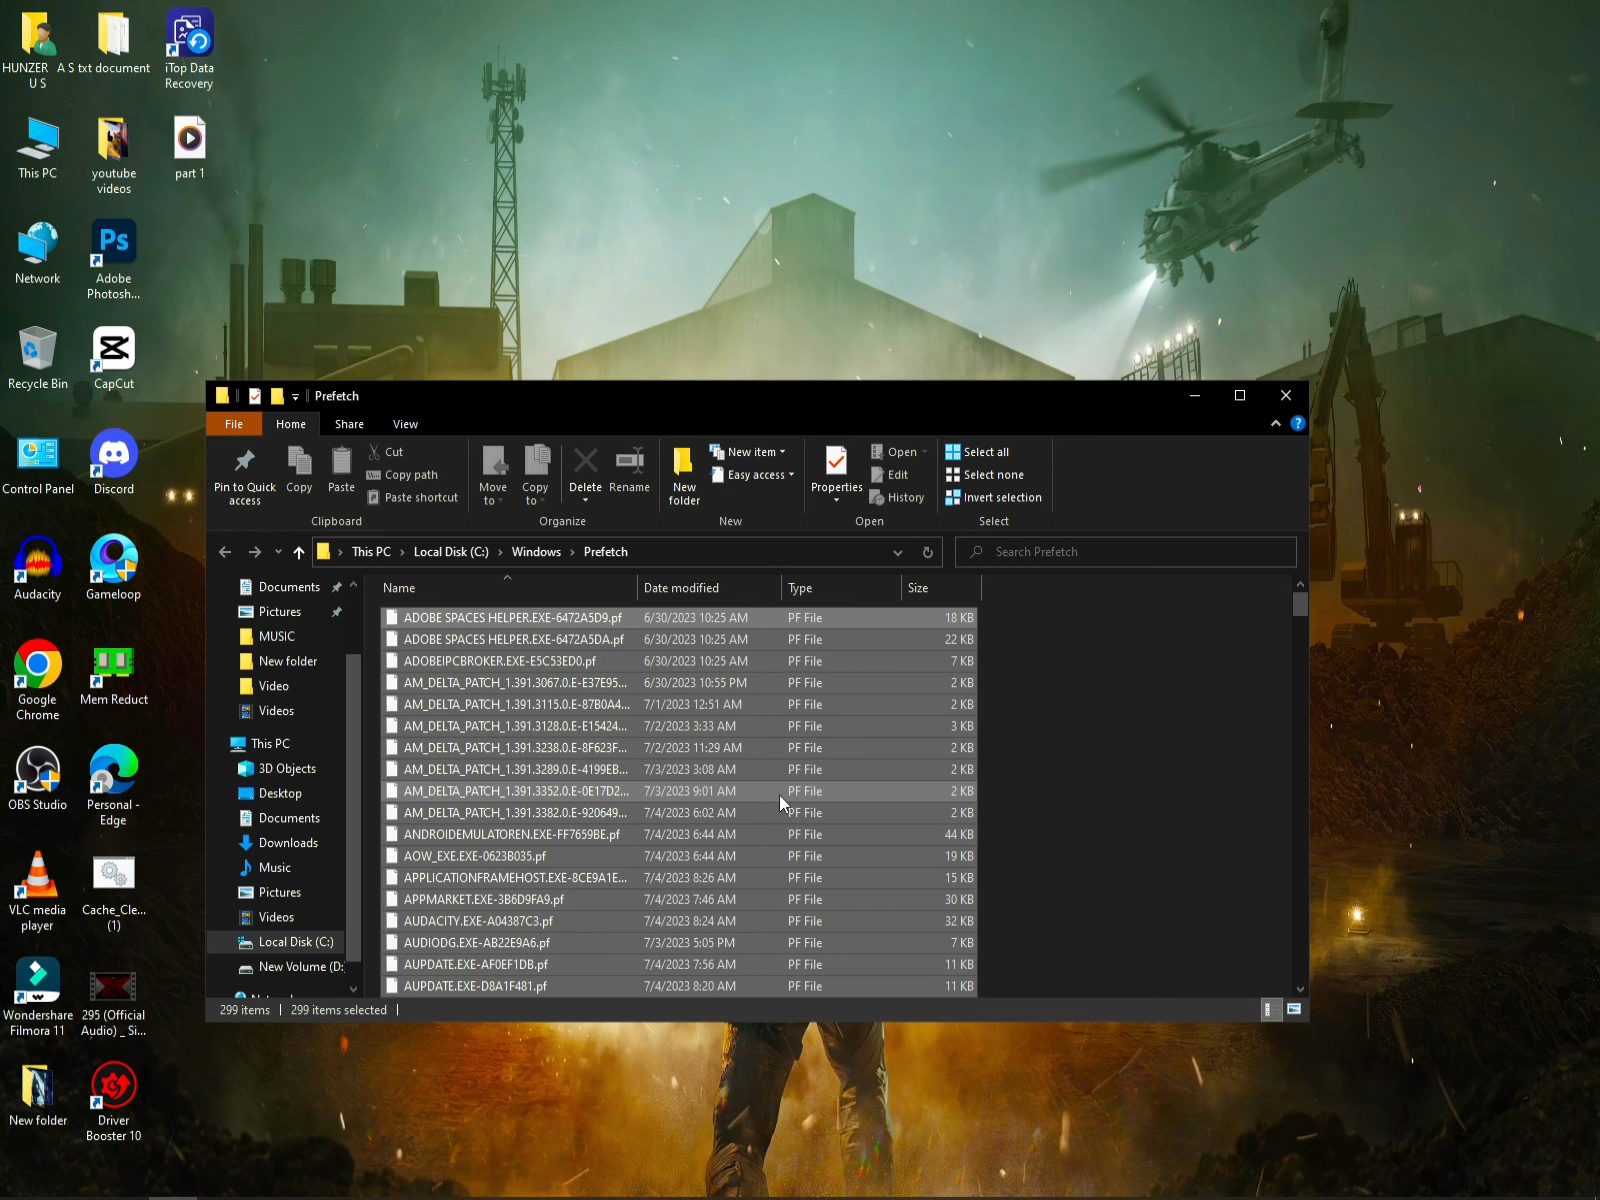 HUNZER A S
U S
txt document
iTop Data
Recovery
This PC
youtube
videos
part 1
Network
Ps
Adobe
Photosh...
Recycle Bin
CapCut
Control Panel
Discord
Audacity
Gameloop
Google
Chrome
Mem Reduct
OBS Studio
Personal -
Edge
VLC media
player
Cache_Cle...
(1)
Wondershare
Filmora 11
295 (Official
Audio) _ Si...
New folder
Driver
Booster 10
Prefetch
File
Home
Share
View
?
Pin to Quick
access
Copy
Paste
Cut
Copy path
Paste shortcut
Clipboard
Move
to
Copy
to
Delete
Rename
Organize
New
folder
New item
Easy access
New
Properties
Open
Edit
History
Open
Select all
Select none
Invert selection
Select
This PC > Local Disk (C:) > Windows > Prefetch
Search Prefetch
Documents
Pictures
MUSIC
New folder
Video
Videos
This PC
3D Objects
Desktop
Documents
Downloads
Music
Pictures
Videos
Local Disk (C:)
New Volume (D:
Name Date modified Type Size
ADOBE SPACES HELPER.EXE-6472A5D9.pf 6/30/2023 10:25 AM PF File 18 KB
ADOBE SPACES HELPER.EXE-6472A5DA.pf 6/30/2023 10:25 AM PF File 22 KB
ADOBEIPCBROKER.EXE-E5C53ED0.pf 6/30/2023 10:25 AM PF File 7 KB
AM_DELTA_PATCH_1.391.3067.0.E-E37E95... 6/30/2023 10:55 PM PF File 2 KB
AM_DELTA_PATCH_1.391.3115.0.E-87B0A4... 7/1/2023 12:51 AM PF File 2 KB
AM_DELTA_PATCH_1.391.3128.0.E-E15424... 7/2/2023 3:33 AM PF File 3 KB
AM_DELTA_PATCH_1.391.3238.0.E-8F623F... 7/2/2023 11:29 AM PF File 2 KB
AM_DELTA_PATCH_1.391.3289.0.E-4199EB... 7/3/2023 3:08 AM PF File 2 KB
AM_DELTA_PATCH_1.391.3352.0.E-0E17D2... 7/3/2023 9:01 AM PF File 2 KB
AM_DELTA_PATCH_1.391.3382.0.E-920649... 7/4/2023 6:02 AM PF File 2 KB
ANDROIDEMULATOREN.EXE-FF7659BE.pf 7/4/2023 6:44 AM PF File 44 KB
AOW_EXE.EXE-0623B035.pf 7/4/2023 6:44 AM PF File 19 KB
APPLICATIONFRAMEHOST.EXE-8CE9A1E... 7/4/2023 8:26 AM PF File 15 KB
APPMARKET.EXE-3B6D9FA9.pf 7/4/2023 7:46 AM PF File 30 KB
AUDACITY.EXE-A04387C3.pf 7/4/2023 8:24 AM PF File 32 KB
AUDIODG.EXE-AB22E9A6.pf 7/3/2023 5:05 PM PF File 7 KB
AUPDATE.EXE-AF0EF1DB.pf 7/4/2023 7:56 AM PF File 11 KB
AUPDATE.EXE-D8A1F481.pf 7/4/2023 8:20 AM PF File 11 KB
299 items
299 items selected